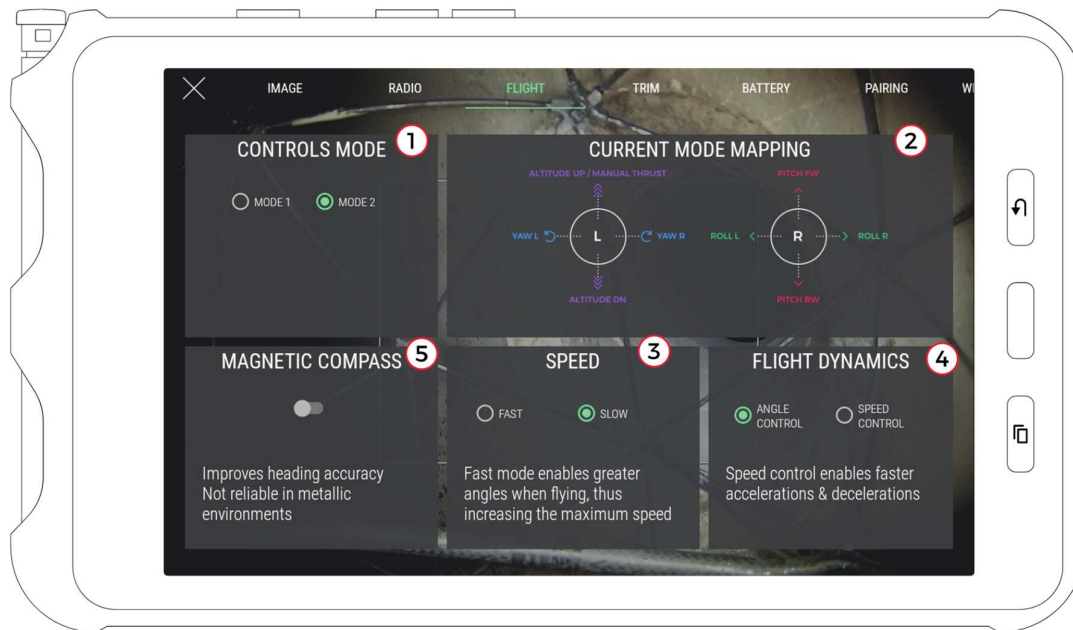 IMAGE RADIO FLIGHT TRIM BATTERY PAIRING
CONTROLS MODE 1
MODE 1 MODE 2
CURRENT MODE MAPPING 2
ALTITUDE UP / MANUAL THRUST
YAW L L YAW R
ALTITUDE DN
PITCH FW
ROLL L R ROLL R
PITCH BW
MAGNETIC COMPASS 5
Improves heading accuracy
Not reliable in metallic
environments
SPEED 3
FAST SLOW
Fast mode enables greater
angles when flying, thus
increasing the maximum speed
FLIGHT DYNAMICS 4
ANGLE
CONTROL
SPEED
CONTROL
Speed control enables faster
accelerations & decelerations